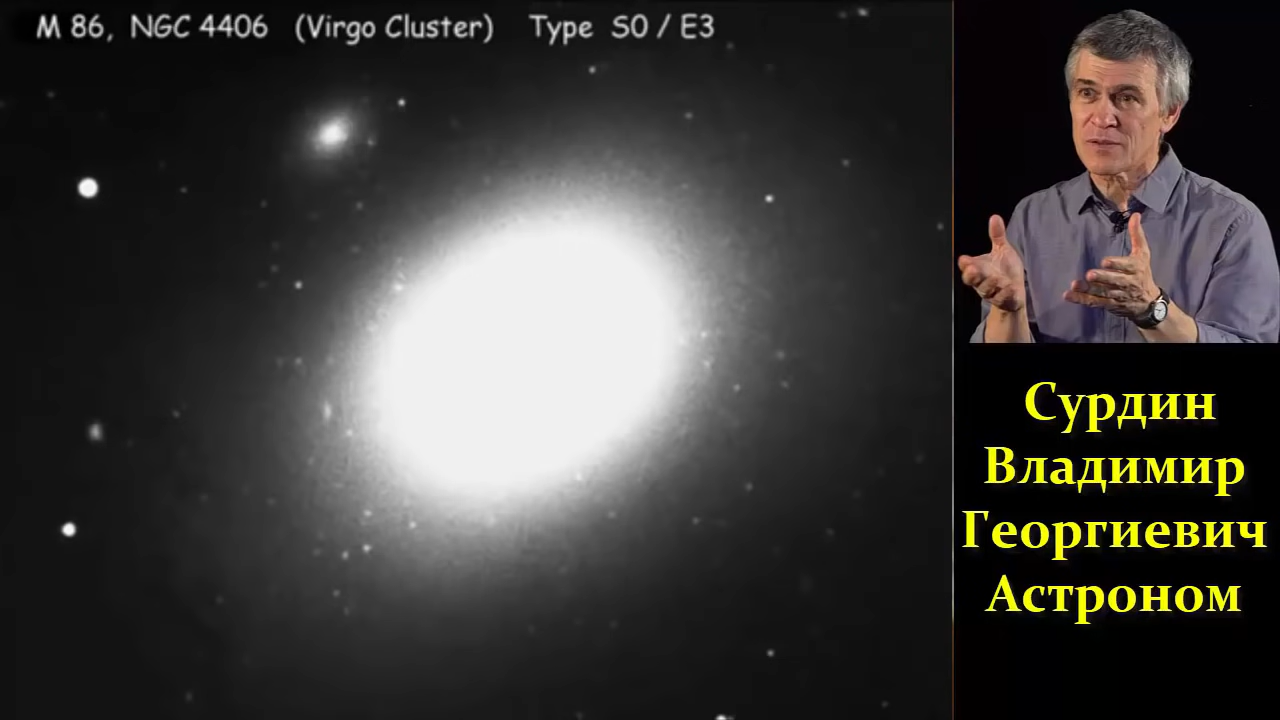 M 86, NGC 4406 (Virgo Cluster) Type S0 / E3
Сурдин
Владимир
Георгиевич
Астроном